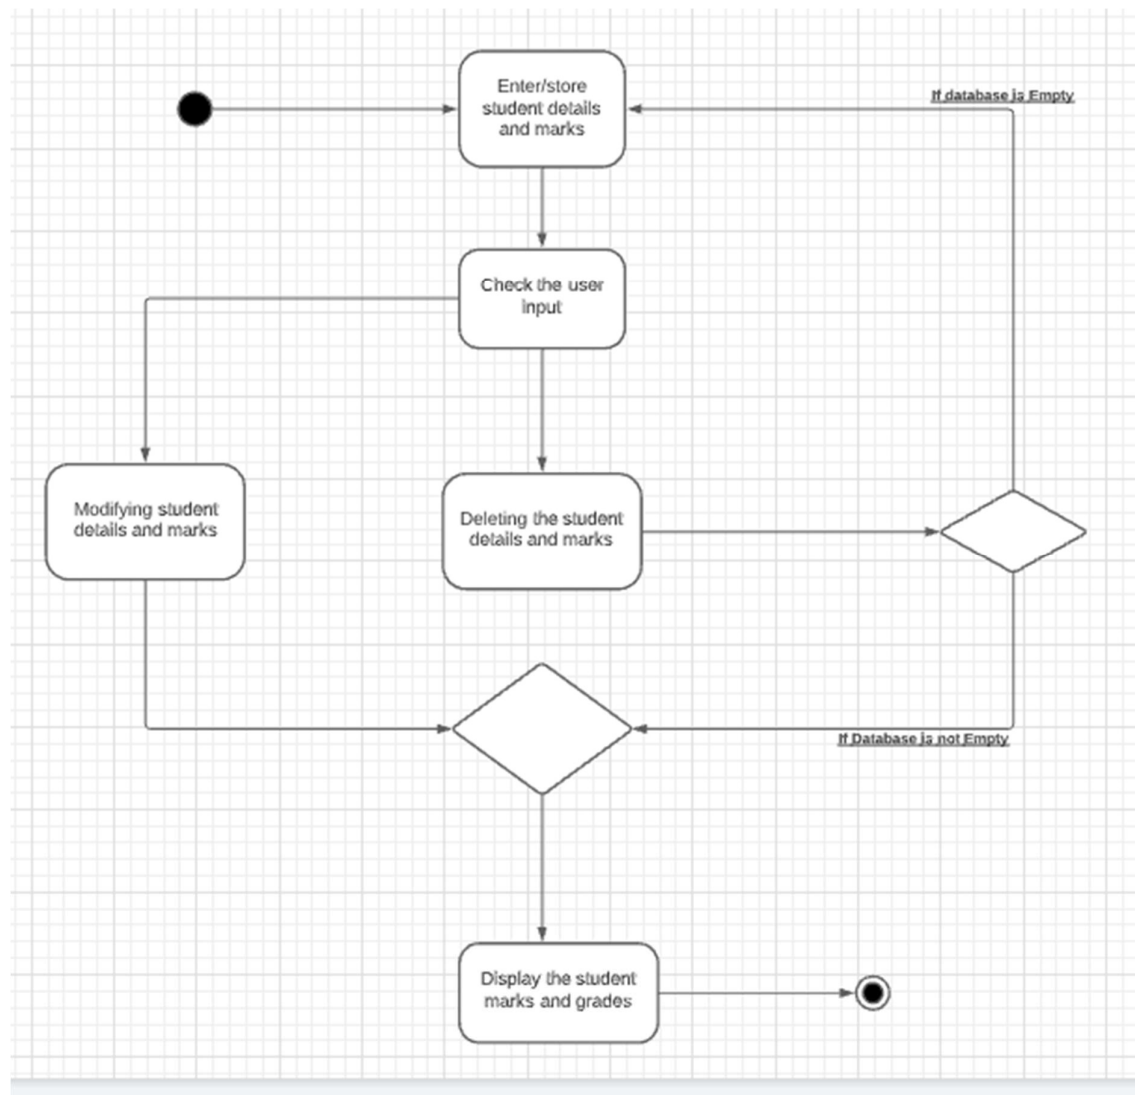 Enter/store
student details
and marks
If database is Empty
Check the user
input
Modifying student
details and marks
Deleting the student
details and marks
If Database is not Empty
Display the student
marks and grades